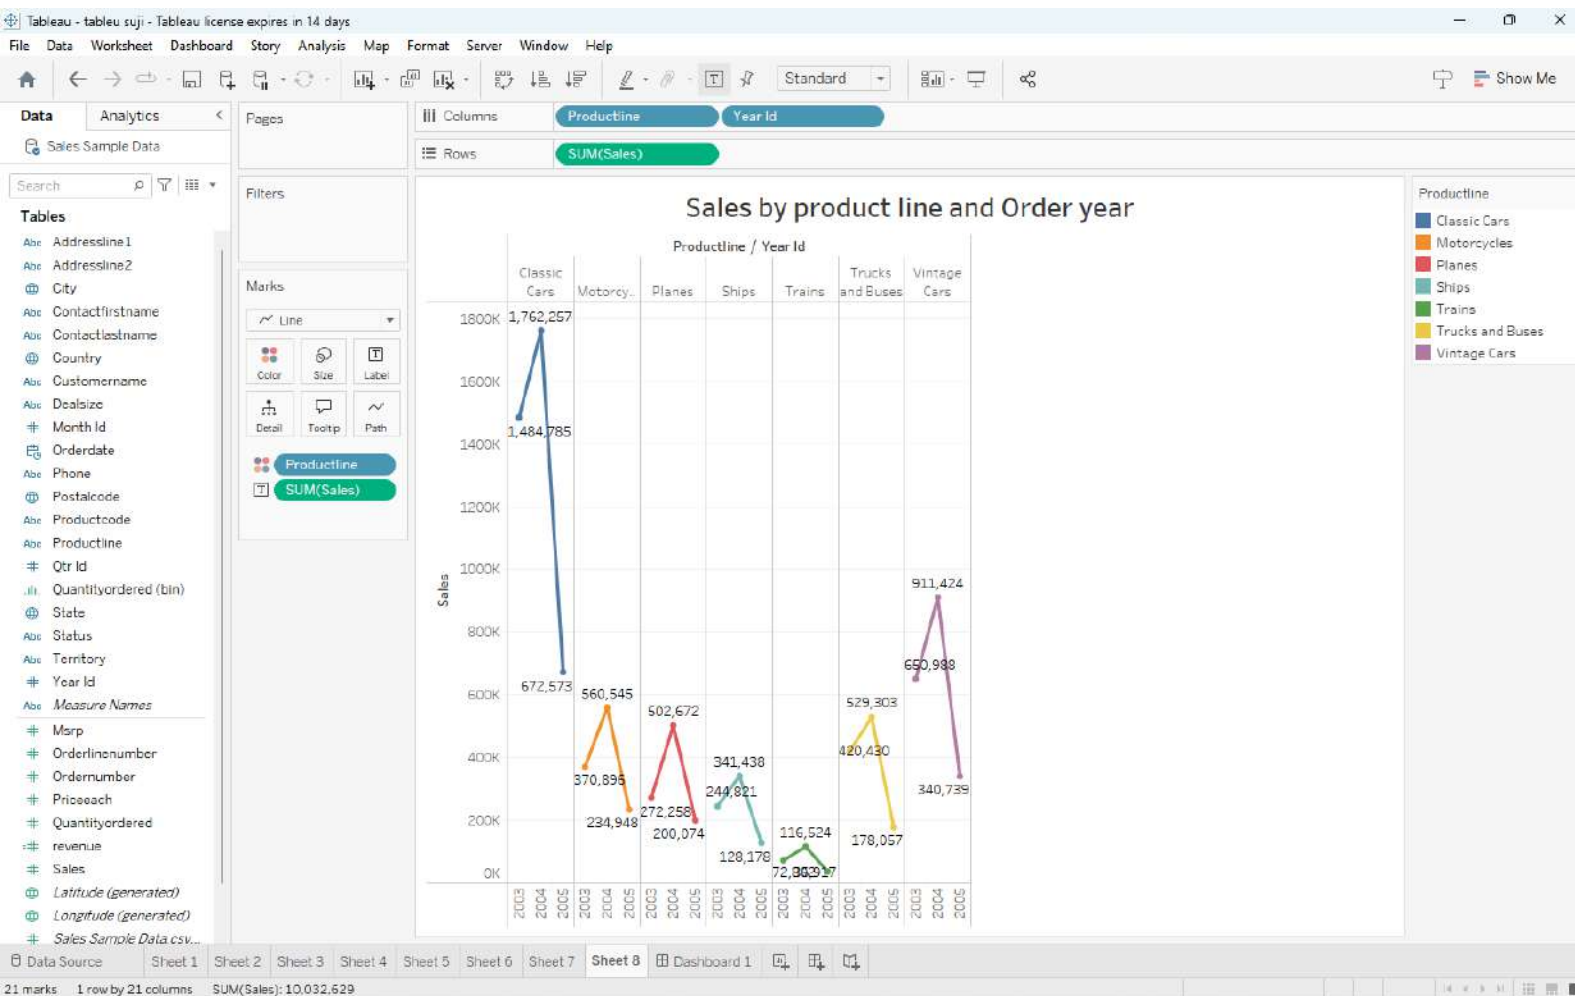 Tableau - tableu suji - Tableau license expires in 14 days
File Data Worksheet Dashboard Story Analysis Map Format Server Window Help
Standard
Show Me
Data Analytics
Sales Sample Data
Search
Tables
Abc Addressline1
Abc Addressline2
City
Abc Contactfirstname
Abc Contactlastname
Country
Abc Customername
Abc Dealsize
# Month Id
Orderdate
Abc Phone
Postalcode
Abc Productcode
Abc Productline
# Qtr Id
Quantityordered (bin)
State
Abc Status
Abc Territory
# Year Id
Abc Measure Names
# Msrp
# Orderlinenumber
# Ordernumber
# Priceeach
# Quantityordered
=# revenue
# Sales
Latitude (generated)
Longitude (generated)
# Sales Sample Data.csv...
Pages
Filters
Marks
Line
Color Size Label
Detail Tooltip Path
Productline
SUM(Sales)
Columns Productline Year Id
Rows SUM(Sales)
Sales by product line and Order year
Productline / Year Id
Classic Cars
Motorcy..
Planes
Ships
Trains
Trucks and Buses
Vintage Cars
Sales
1800K
1600K
1400K
1200K
1000K
800K
600K
400K
200K
0K
1,762,257
1,484,785
672,573
560,545
370,895
234,948
502,672
272,258
200,074
341,438
244,821
128,178
116,524
529,303
420,430
178,057
911,424
650,988
340,739
2003 2004 2005 2003 2004 2005 2003 2004 2005 2003 2004 2005 2003 2004 2005 2003 2004 2005 2003 2004 2005
Productline
Classic Cars
Motorcycles
Planes
Ships
Trains
Trucks and Buses
Vintage Cars
Data Source Sheet 1 Sheet 2 Sheet 3 Sheet 4 Sheet 5 Sheet 6 Sheet 7 Sheet 8 Dashboard 1
21 marks 1 row by 21 columns SUM(Sales): 10,032,629